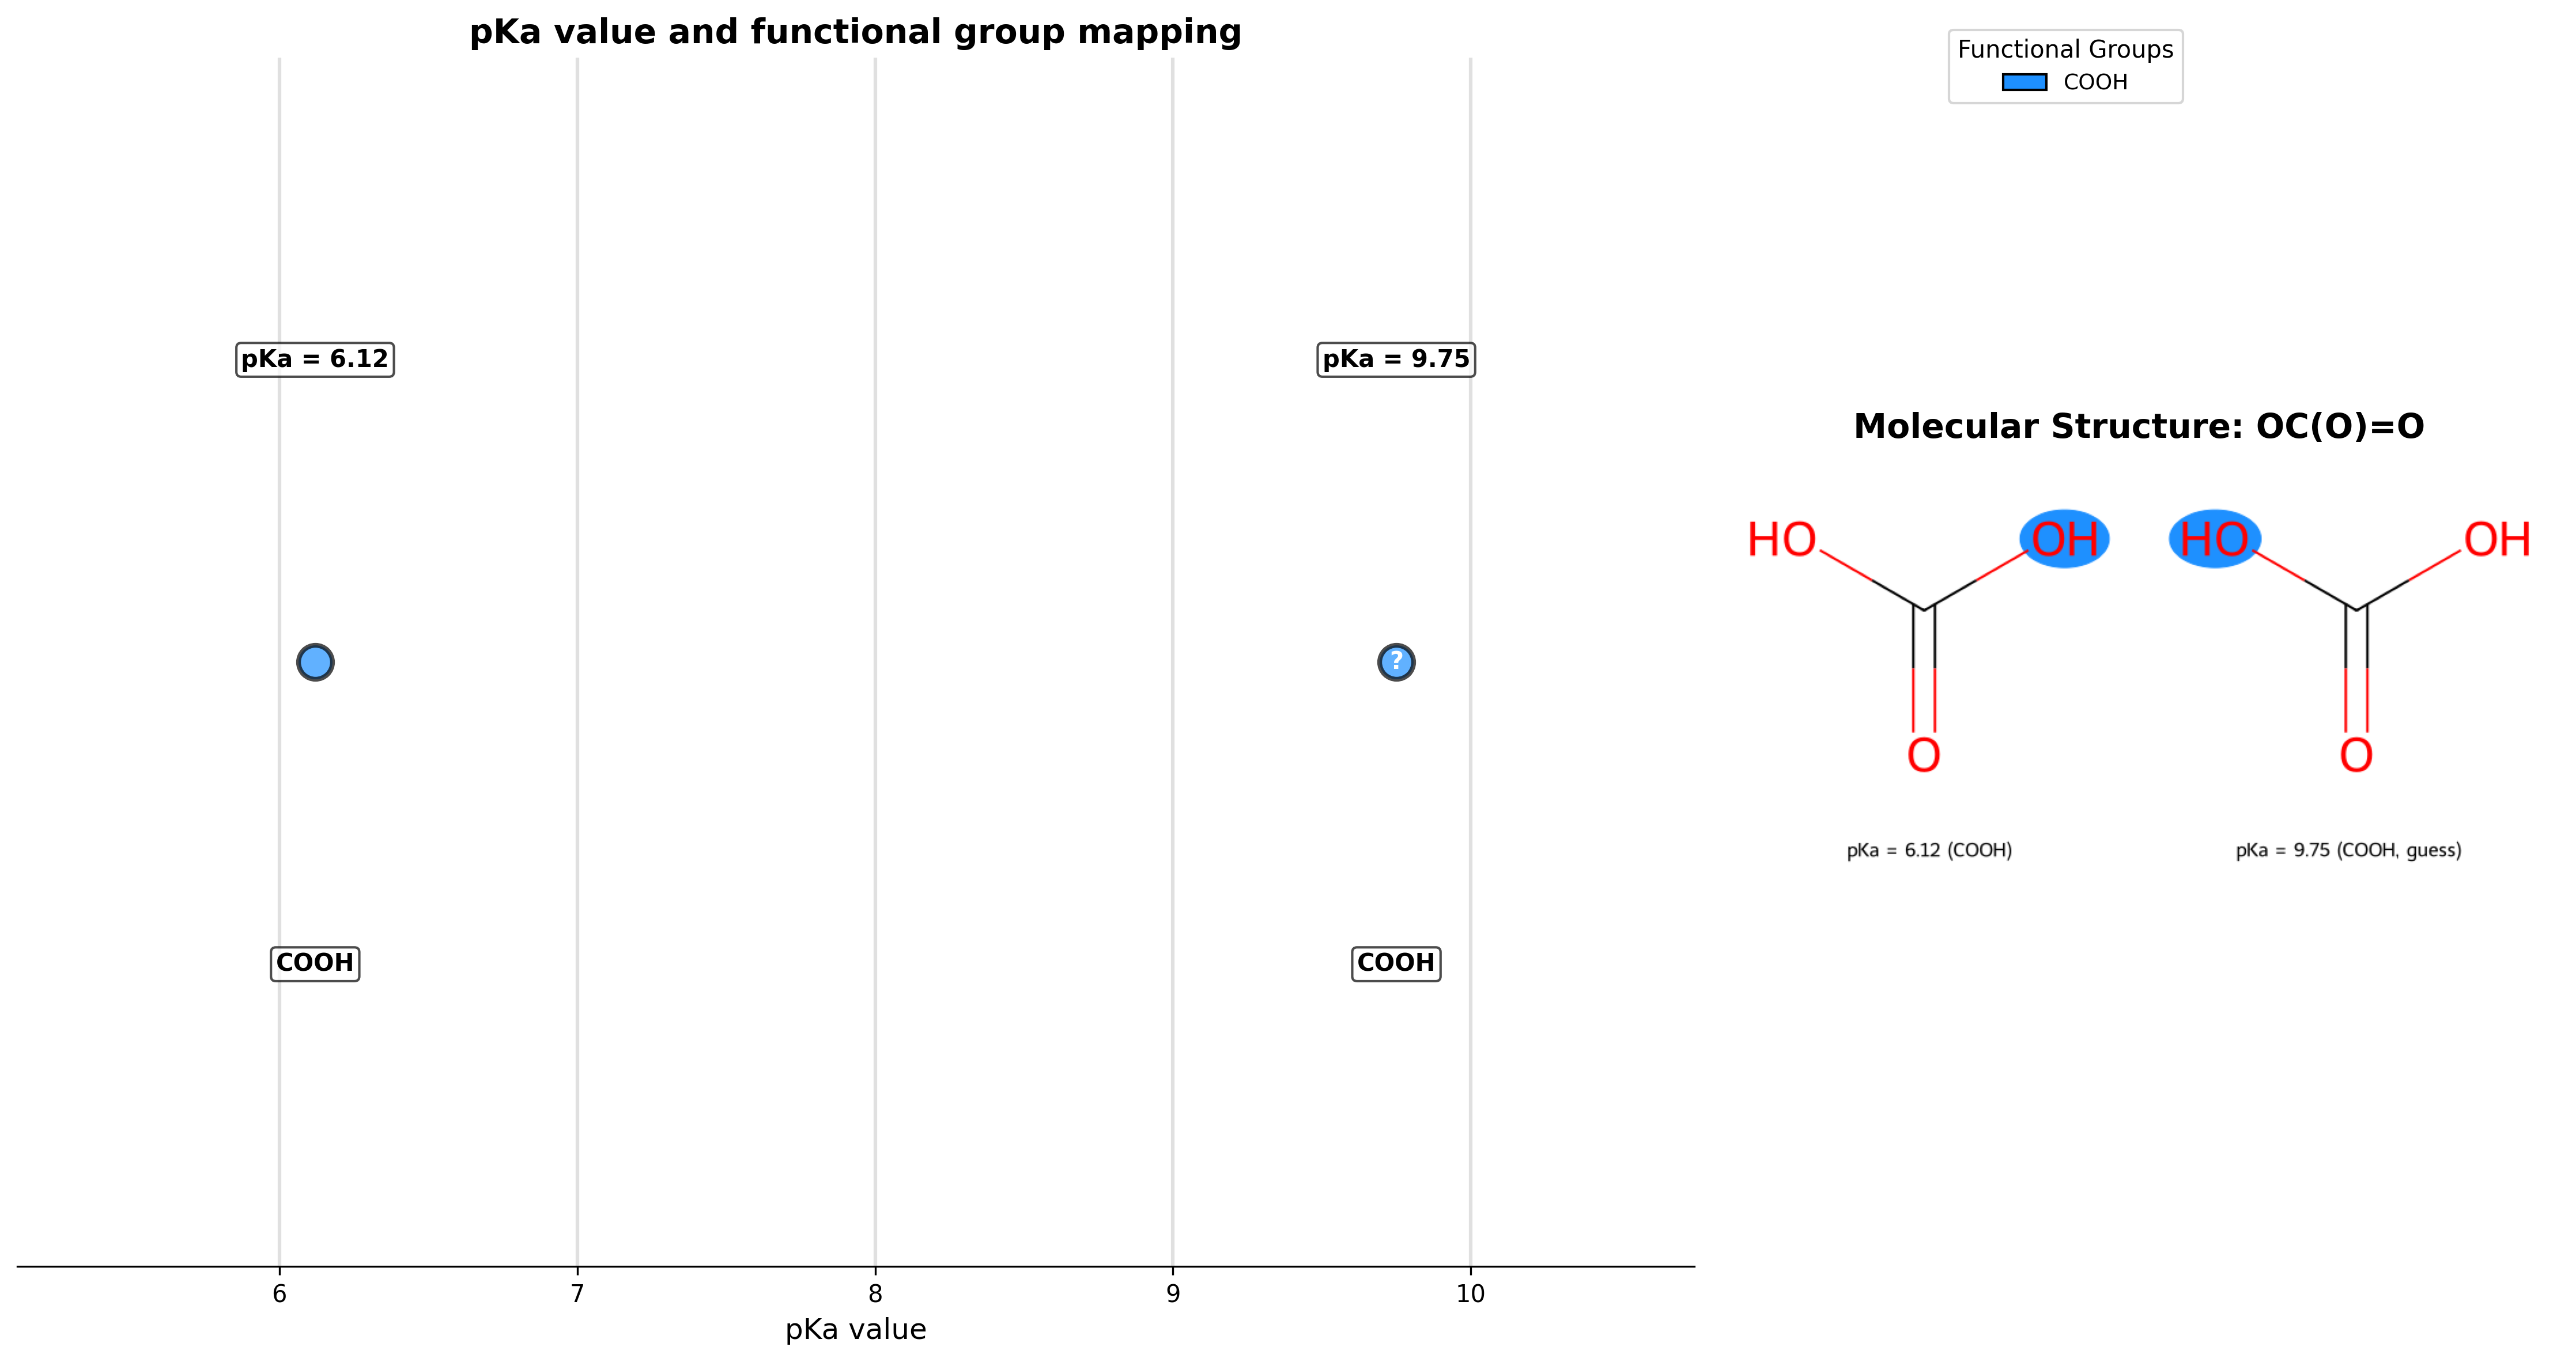 pKa value and functional group mapping
pKa = 6.12
pKa = 9.75
?
COOH
COOH
6
7
8
9
10
pKa value
Functional Groups
COOH
Molecular Structure: OC(O)=O
HO
OH
O
HO
OH
O
pKa = 6.12 (COOH)
pKa = 9.75 (COOH, guess)